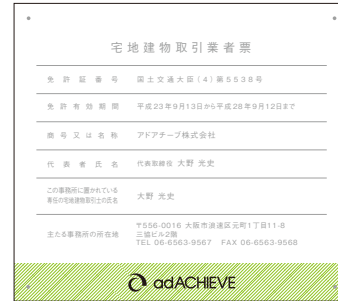 宅地建物取引業者票
免許証番号 国土交通大臣(4)第5538号
免許有効期間 平成23年9月13日から平成28年9月12日まで
商号又は名称 アドアチーブ株式会社
代表者氏名 代表取締役 大野 光史
この事務所に置かれている
専任の宅地建物取引士の氏名 大野 光史
主たる事務所の所在地 〒556-0016 大阪市浪速区元町1丁目11-8
三協ビル2階
TEL 06-6563-9567 FAX 06-6563-9568
adACHIEVE